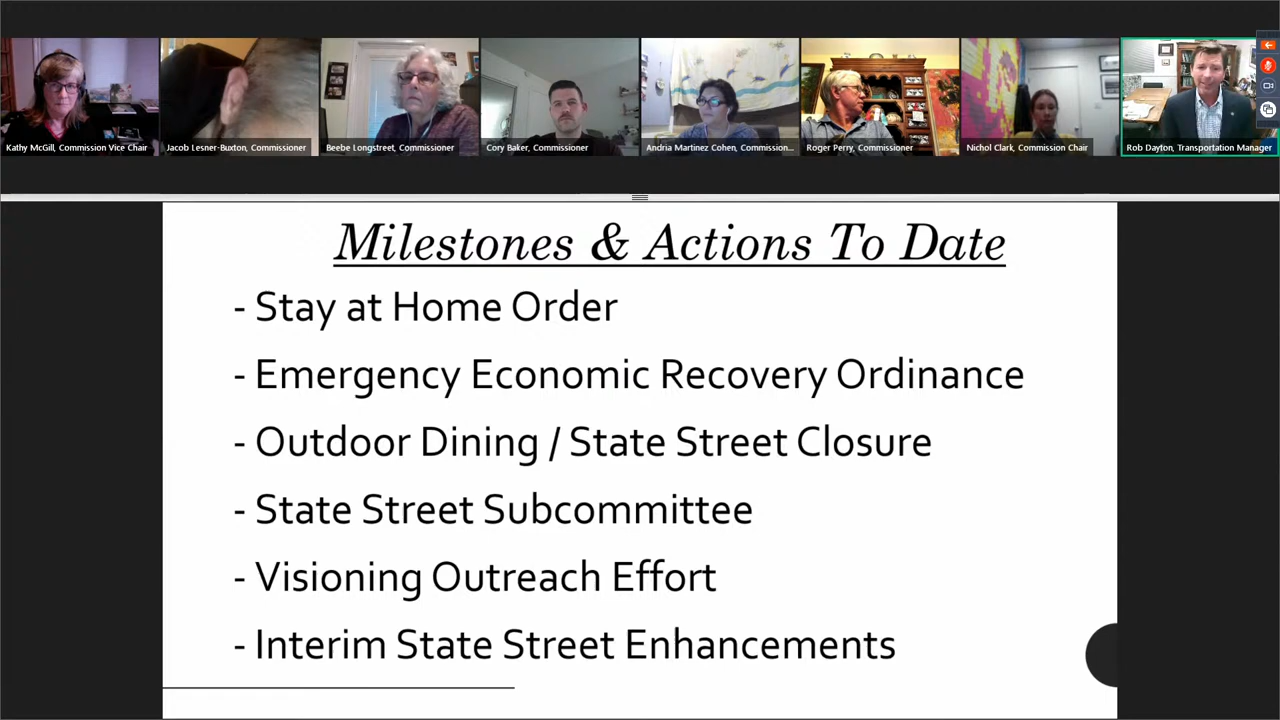 Kathy McGill, Commission Vice Chair
Jacob Lesner-Buxton, Commissioner
Beebe Longstreet, Commissioner
Cory Baker, Commissioner
Andria Martinez Cohen, Commission...
Roger Perry, Commissioner
Nichol Clark, Commission Chair
Rob Dayton, Transportation Manager
Milestones & Actions To Date
- Stay at Home Order
- Emergency Economic Recovery Ordinance
- Outdoor Dining / State Street Closure
- State Street Subcommittee
- Visioning Outreach Effort
- Interim State Street Enhancements